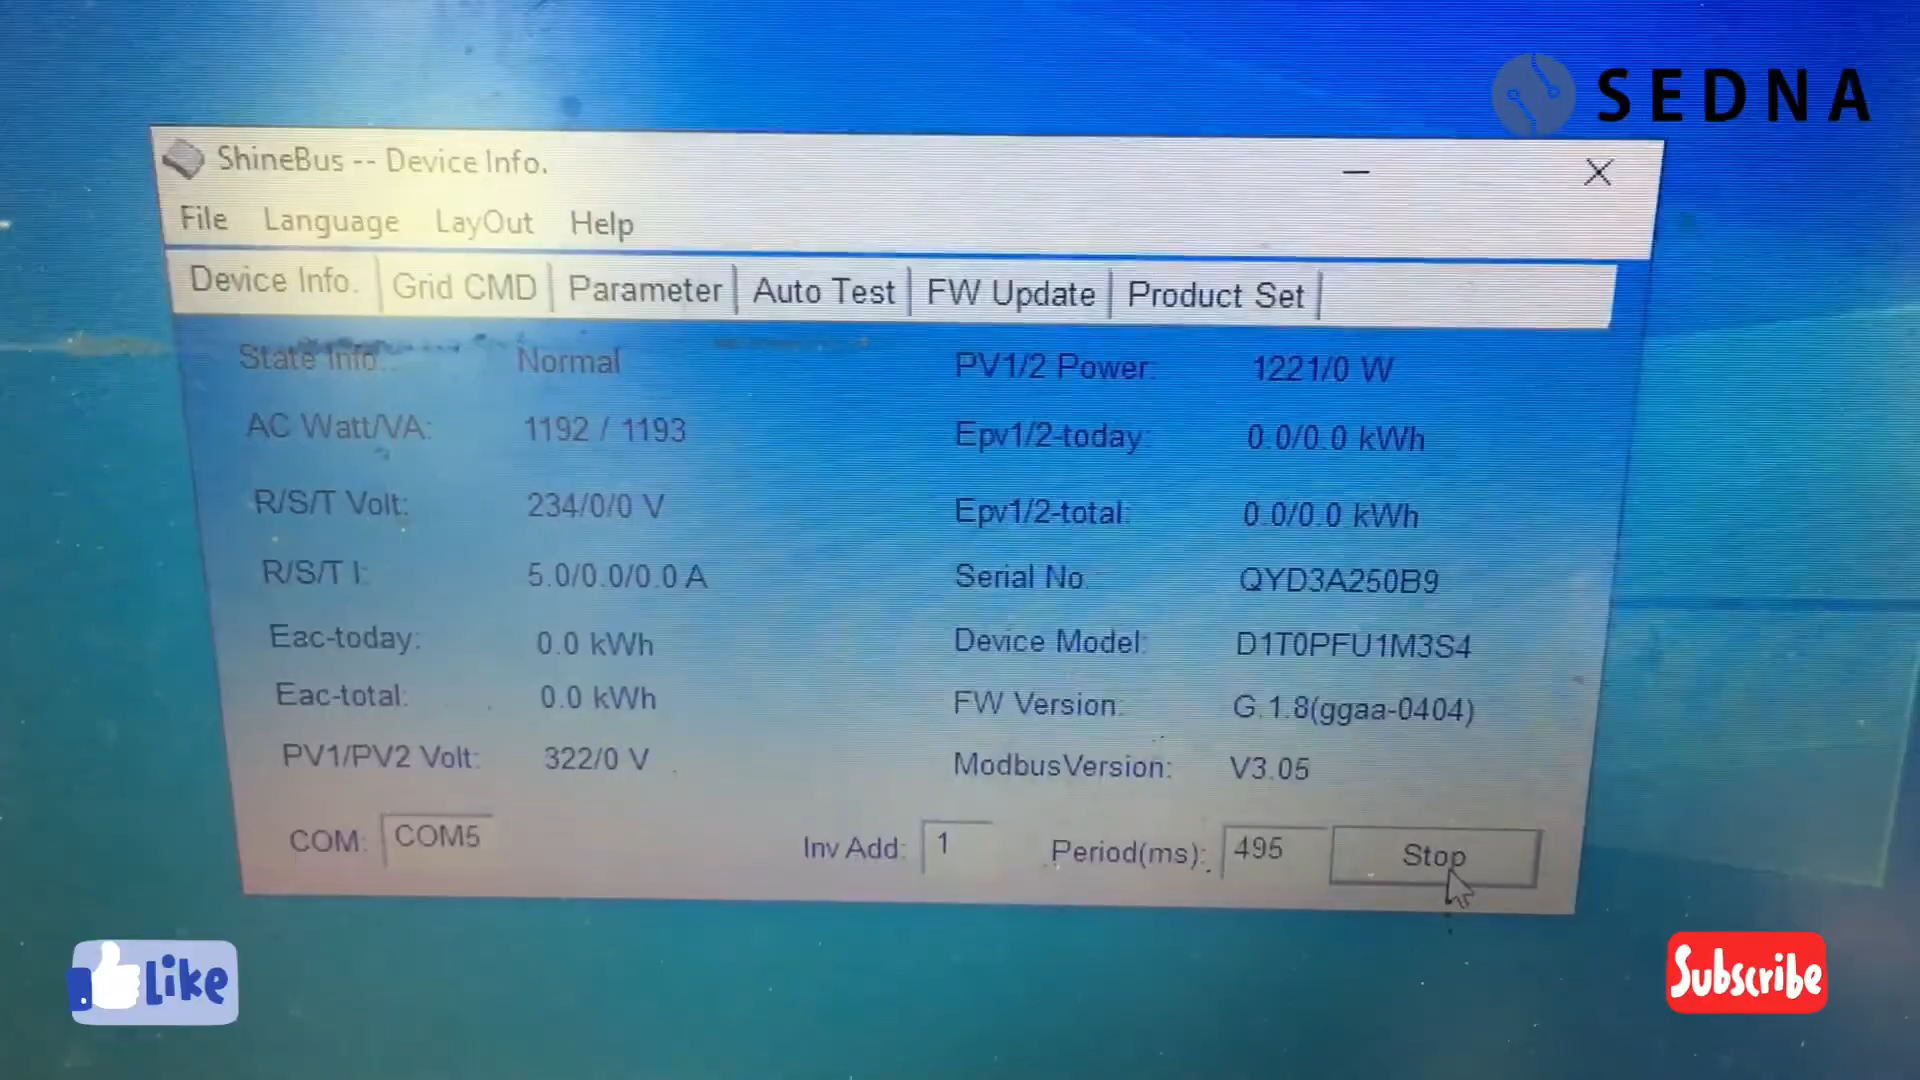 SEDNA
ShineBus -- Device Info.
File Language LayOut Help
Device Info. Grid CMD Parameter Auto Test FW Update Product Set
State Info.: Normal PV1/2 Power: 1221/0 W
AC Watt/VA: 1192 / 1193 Epv1/2-today: 0.0/0.0 kWh
R/S/T Volt: 234/0/0 V Epv1/2-total: 0.0/0.0 kWh
R/S/T I: 5.0/0.0/0.0 A Serial No. QYD3A250B9
Eac-today: 0.0 kWh Device Model: D1T0PFU1M3S4
Eac-total: 0.0 kWh FW Version: G.1.8(ggaa-0404)
PV1/PV2 Volt: 322/0 V ModbusVersion: V3.05
COM: COM5 Inv Add: 1 Period(ms): 495 Stop
Like
Subscribe